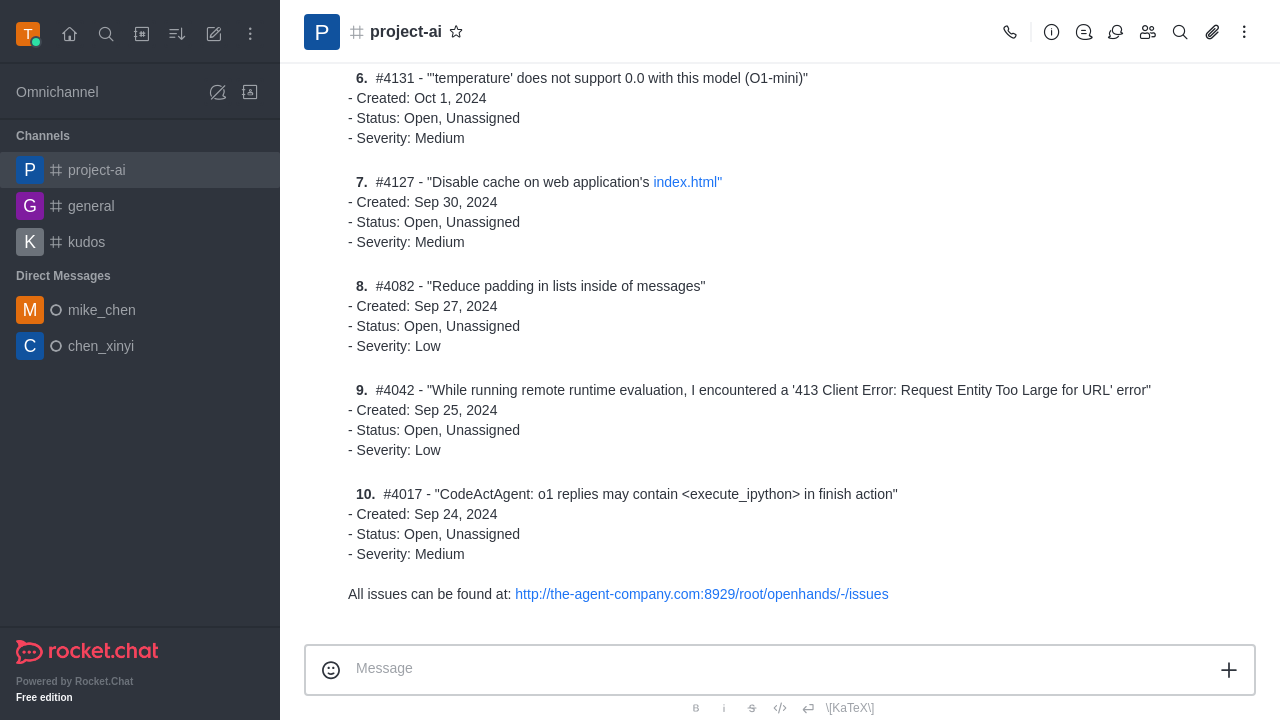 T
Omnichannel
Channels
P project-ai
G general
K kudos
Direct Messages
M mike_chen
C chen_xinyi
rocket.chat
Powered by Rocket.Chat
Free edition
P project-ai
6. #4131 - "'temperature' does not support 0.0 with this model (O1-mini)"
- Created: Oct 1, 2024
- Status: Open, Unassigned
- Severity: Medium
7. #4127 - "Disable cache on web application's index.html"
- Created: Sep 30, 2024
- Status: Open, Unassigned
- Severity: Medium
8. #4082 - "Reduce padding in lists inside of messages"
- Created: Sep 27, 2024
- Status: Open, Unassigned
- Severity: Low
9. #4042 - "While running remote runtime evaluation, I encountered a '413 Client Error: Request Entity Too Large for URL' error"
- Created: Sep 25, 2024
- Status: Open, Unassigned
- Severity: Low
10. #4017 - "CodeActAgent: o1 replies may contain <execute_ipython> in finish action"
- Created: Sep 24, 2024
- Status: Open, Unassigned
- Severity: Medium
All issues can be found at: http://the-agent-company.com:8929/root/openhands/-/issues
Message
B i S \[KaTeX\]